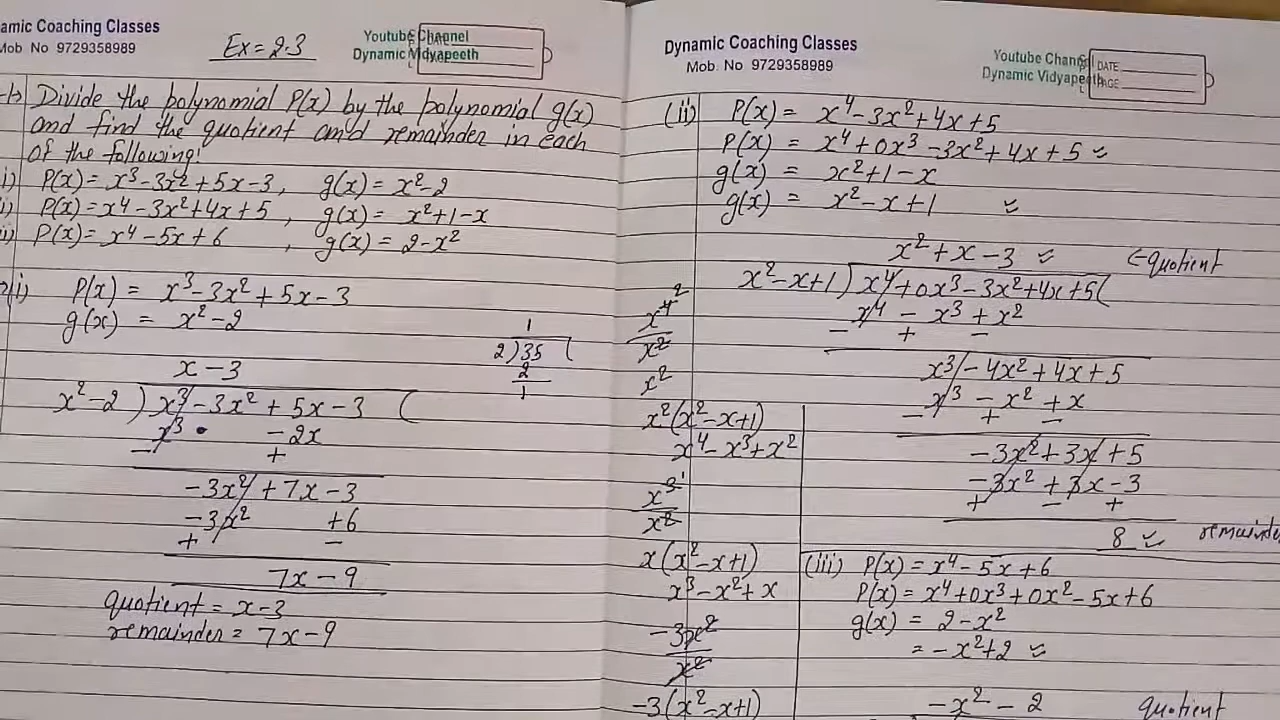 amic Coaching Classes
Mob No 9729358989
Ex = 2.3
Youtube Channel
Dynamic Vidyapeeth
Divide the polynomial P(x) by the polynomial g(x)
and find the quotient and remainder in each
of the following:
i) P(x) = x³-3x²+5x-3, g(x) = x²-2
i) P(x) = x⁴-3x²+4x+5, g(x) = x²+1-x
ii) P(x) = x⁴-5x+6, g(x) = 2-x²
i) P(x) = x³-3x²+5x-3
g(x) = x²-2
1
2)35(
2
1
x-3
x²-2)x³-3x²+5x-3(
x³ • -2x
- +
-3x²+7x-3
-3x² +6
+ -
7x-9
quotient = x-3
remainder = 7x-9
Dynamic Coaching Classes
Mob. No 9729358989
Youtube Chan
Dynamic Vidyapeeth
DATE
PAGE
(ii) P(x) = x⁴-3x²+4x+5
P(x) = x⁴+0x³-3x²+4x+5
g(x) = x²+1-x
g(x) = x²-x+1
x²+x-3 ←quotient
x²-x+1)x⁴+0x³-3x²+4x+5(
x⁴-x³+x²
- + -
x³-4x²+4x+5
x³-x²+x
- + -
-3x²+3x+5
-3x²+3x-3
+ - +
8 remainde
x⁴ 2
x²
x²
x²(x²-x+1)
x⁴-x³+x²
x³ 1
x²
x(x²-x+1)
x³-x²+x
-3x²
x²
-3(x²-x+1)
(iii) P(x) = x⁴-5x+6
P(x) = x⁴+0x³+0x²-5x+6
g(x) = 2-x²
= -x²+2
-x²-2 quotient